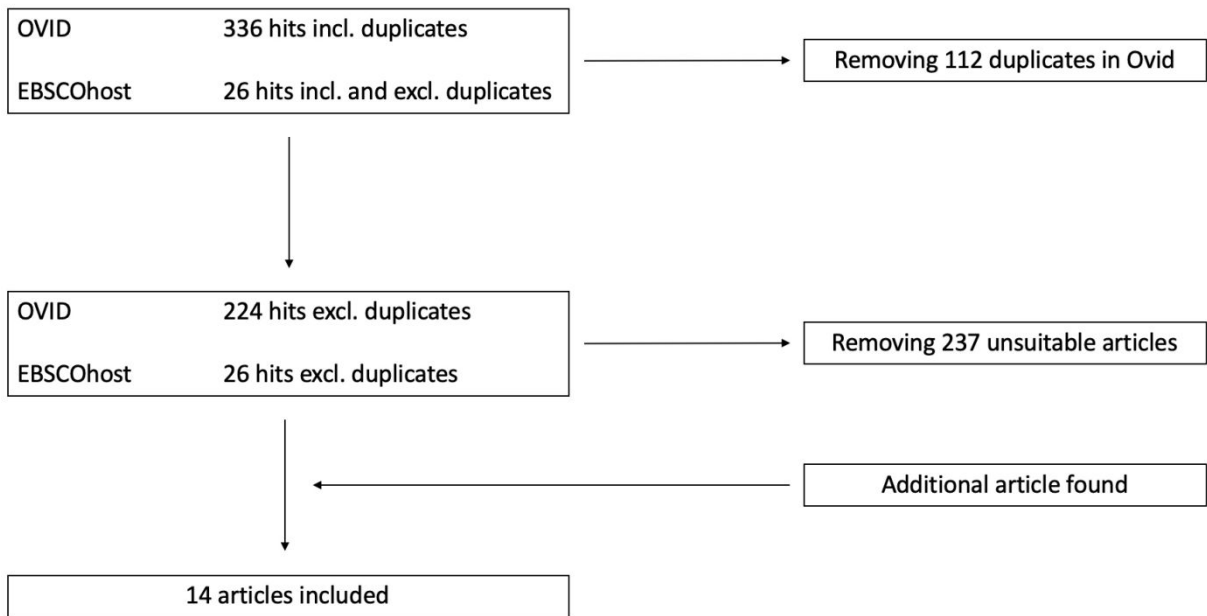 OVID 336 hits incl. duplicates
Removing 112 duplicates in Ovid
EBSCOhost 26 hits incl. and excl. duplicates
OVID 224 hits excl. duplicates
Removing 237 unsuitable articles
EBSCOhost 26 hits excl. duplicates
Additional article found
14 articles included